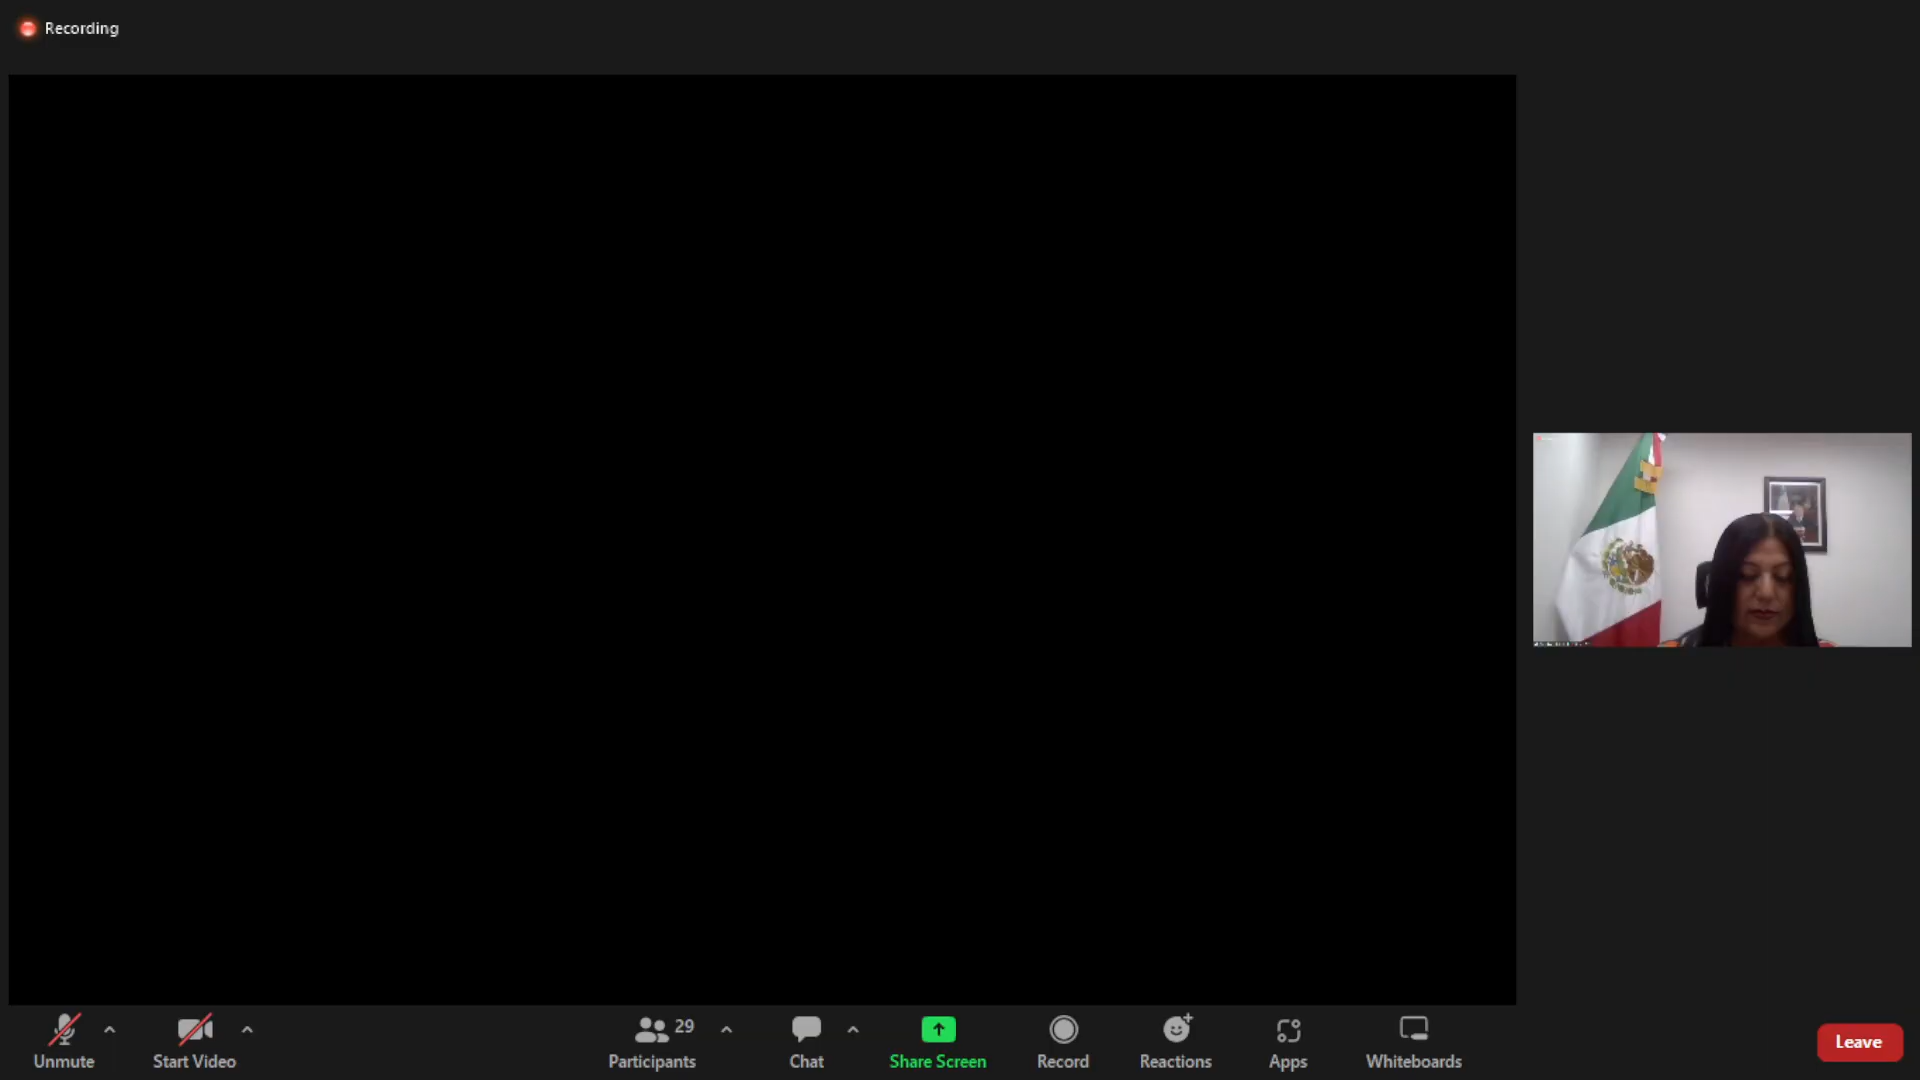 Recording
Unmute
Start Video
29
Participants
Chat
Share Screen
Record
Reactions
Apps
Whiteboards
Leave